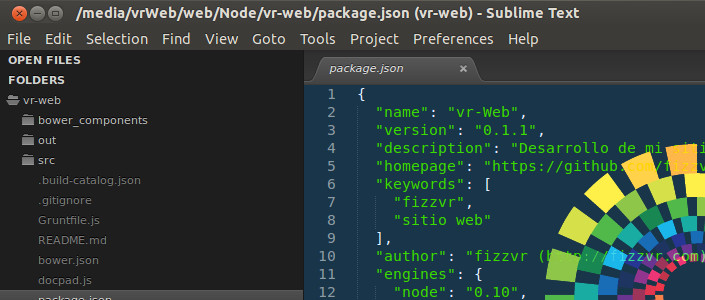 /media/vrWeb/web/Node/vr-web/package.json (vr-web) - Sublime Text
File Edit Selection Find View Goto Tools Project Preferences Help
OPEN FILES
FOLDERS
vr-web
bower_components
out
src
.build-catalog.json
.gitignore
Gruntfile.js
README.md
bower.json
docpad.js
package.json
package.json ×
1 {
2 "name": "vr-Web",
3 "version": "0.1.1",
4 "description": "Desarrollo de mi
5 "homepage": "https://github.com/fizzv
6 "keywords": [
7 "fizzvr",
8 "sitio web"
9 ],
10 "author": "fizzvr (http://fizzvr.com)
11 "engines": {
12 "node": "0.10",